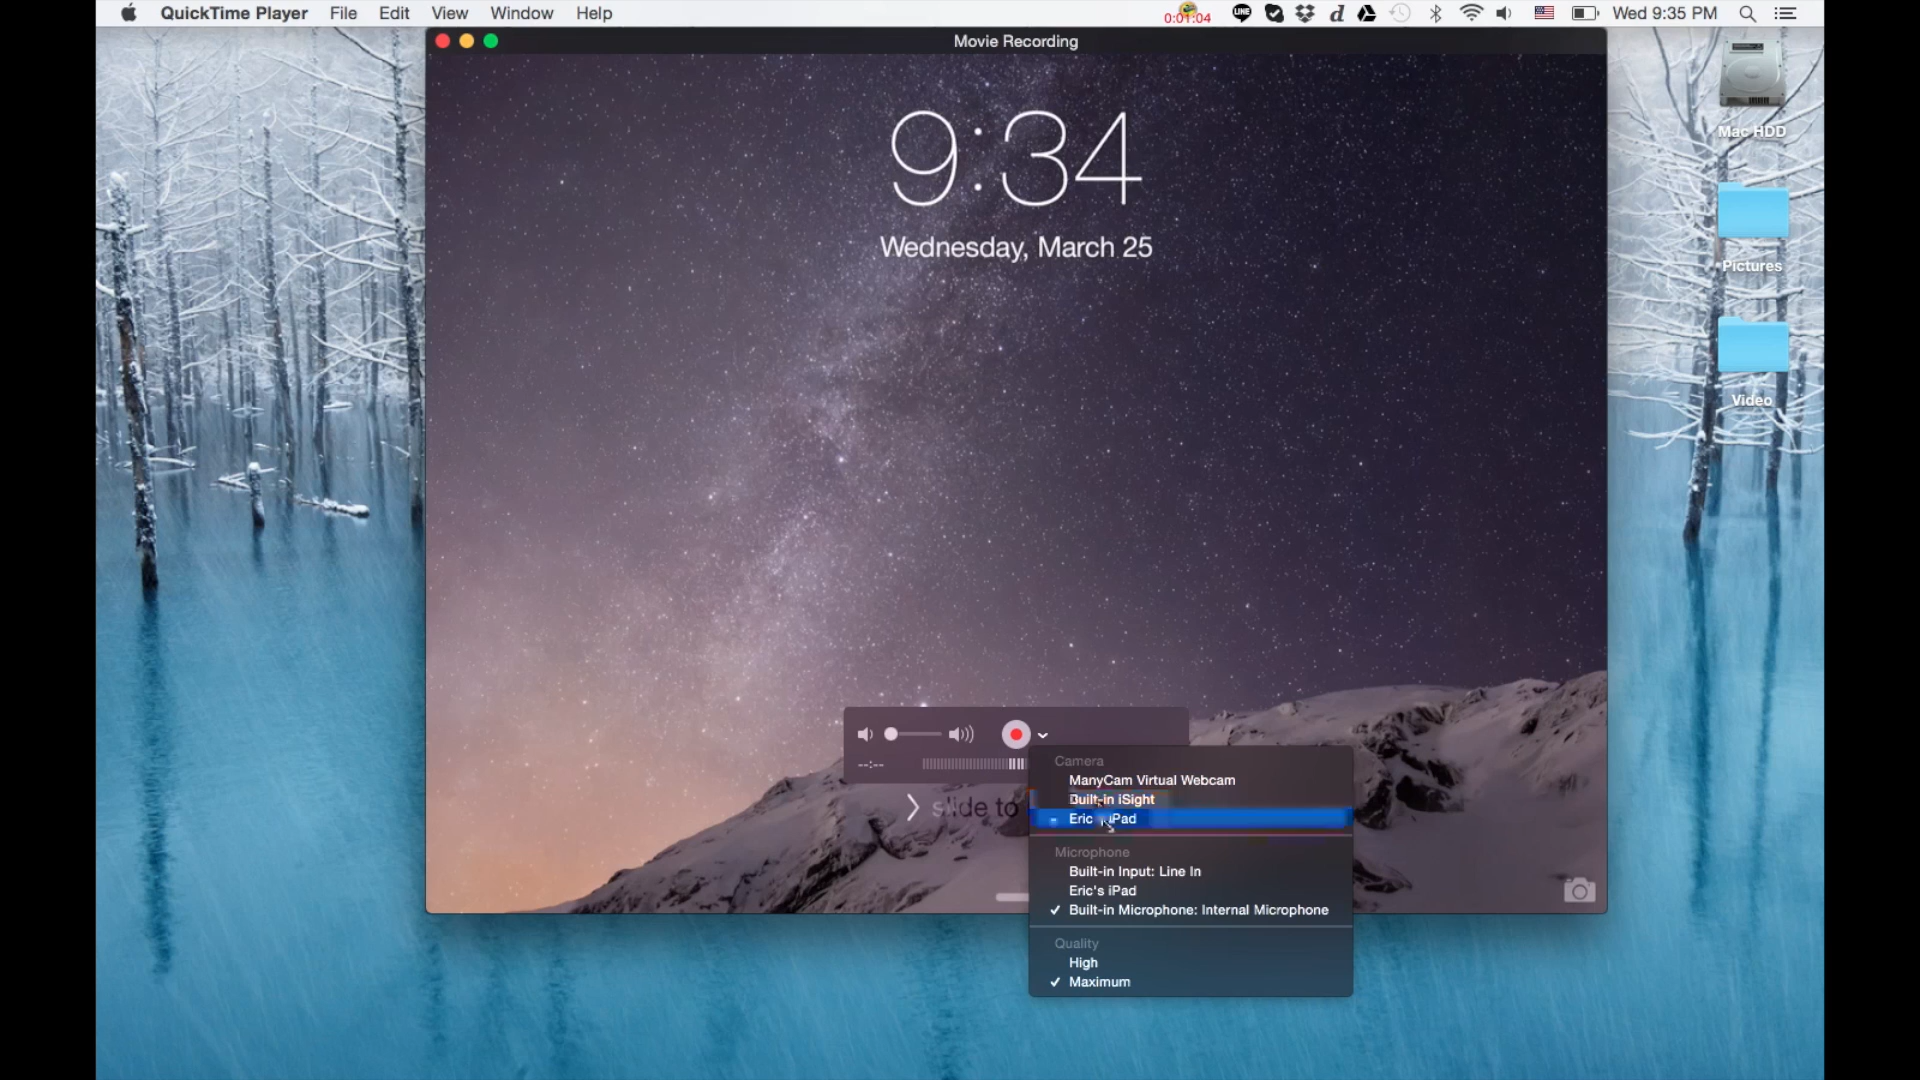 QuickTime Player File Edit View Window Help 0:01:04 LINE d Wed 9:35 PM
Movie Recording
Mac HDD
9:34
Wednesday, March 25
Pictures
Video
--:--
slide to
Camera
ManyCam Virtual Webcam
Built-in iSight
Eric iPad
Microphone
Built-in Input: Line In
Eric's iPad
✓ Built-in Microphone: Internal Microphone
Quality
High
✓ Maximum